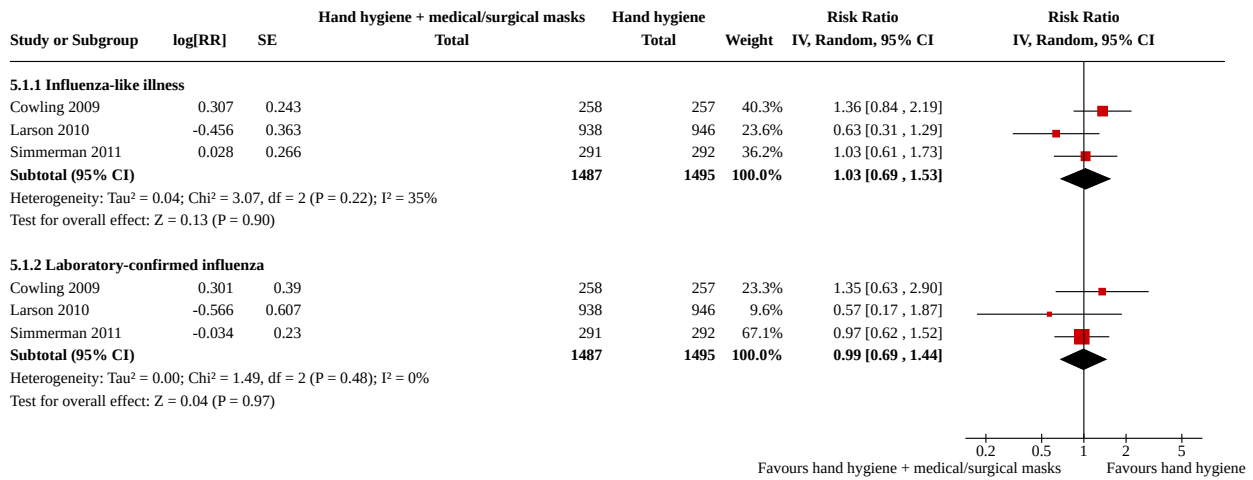 Hand hygiene + medical/surgical masks Hand hygiene Risk Ratio Risk Ratio
Study or Subgroup log[RR] SE Total Total Weight IV, Random, 95% CI IV, Random, 95% CI
5.1.1 Influenza-like illness
Cowling 2009 0.307 0.243 258 257 40.3% 1.36 [0.84 , 2.19]
Larson 2010 -0.456 0.363 938 946 23.6% 0.63 [0.31 , 1.29]
Simmerman 2011 0.028 0.266 291 292 36.2% 1.03 [0.61 , 1.73]
Subtotal (95% CI) 1487 1495 100.0% 1.03 [0.69 , 1.53]
Heterogeneity: Tau² = 0.04; Chi² = 3.07, df = 2 (P = 0.22); I² = 35%
Test for overall effect: Z = 0.13 (P = 0.90)
5.1.2 Laboratory-confirmed influenza
Cowling 2009 0.301 0.39 258 257 23.3% 1.35 [0.63 , 2.90]
Larson 2010 -0.566 0.607 938 946 9.6% 0.57 [0.17 , 1.87]
Simmerman 2011 -0.034 0.23 291 292 67.1% 0.97 [0.62 , 1.52]
Subtotal (95% CI) 1487 1495 100.0% 0.99 [0.69 , 1.44]
Heterogeneity: Tau² = 0.00; Chi² = 1.49, df = 2 (P = 0.48); I² = 0%
Test for overall effect: Z = 0.04 (P = 0.97)
0.2 0.5 1 2 5
Favours hand hygiene + medical/surgical masks Favours hand hygiene